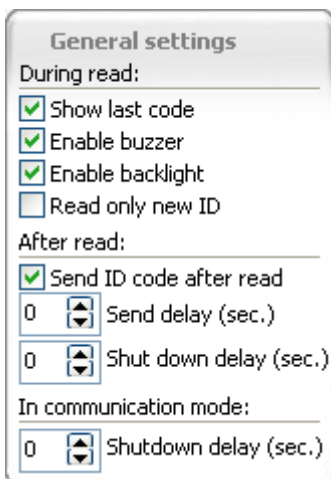 General settings
During read:
Show last code
Enable buzzer
Enable backlight
Read only new ID
After read:
Send ID code after read
0 Send delay (sec.)
0 Shut down delay (sec.)
In communication mode:
0 Shutdown delay (sec.)